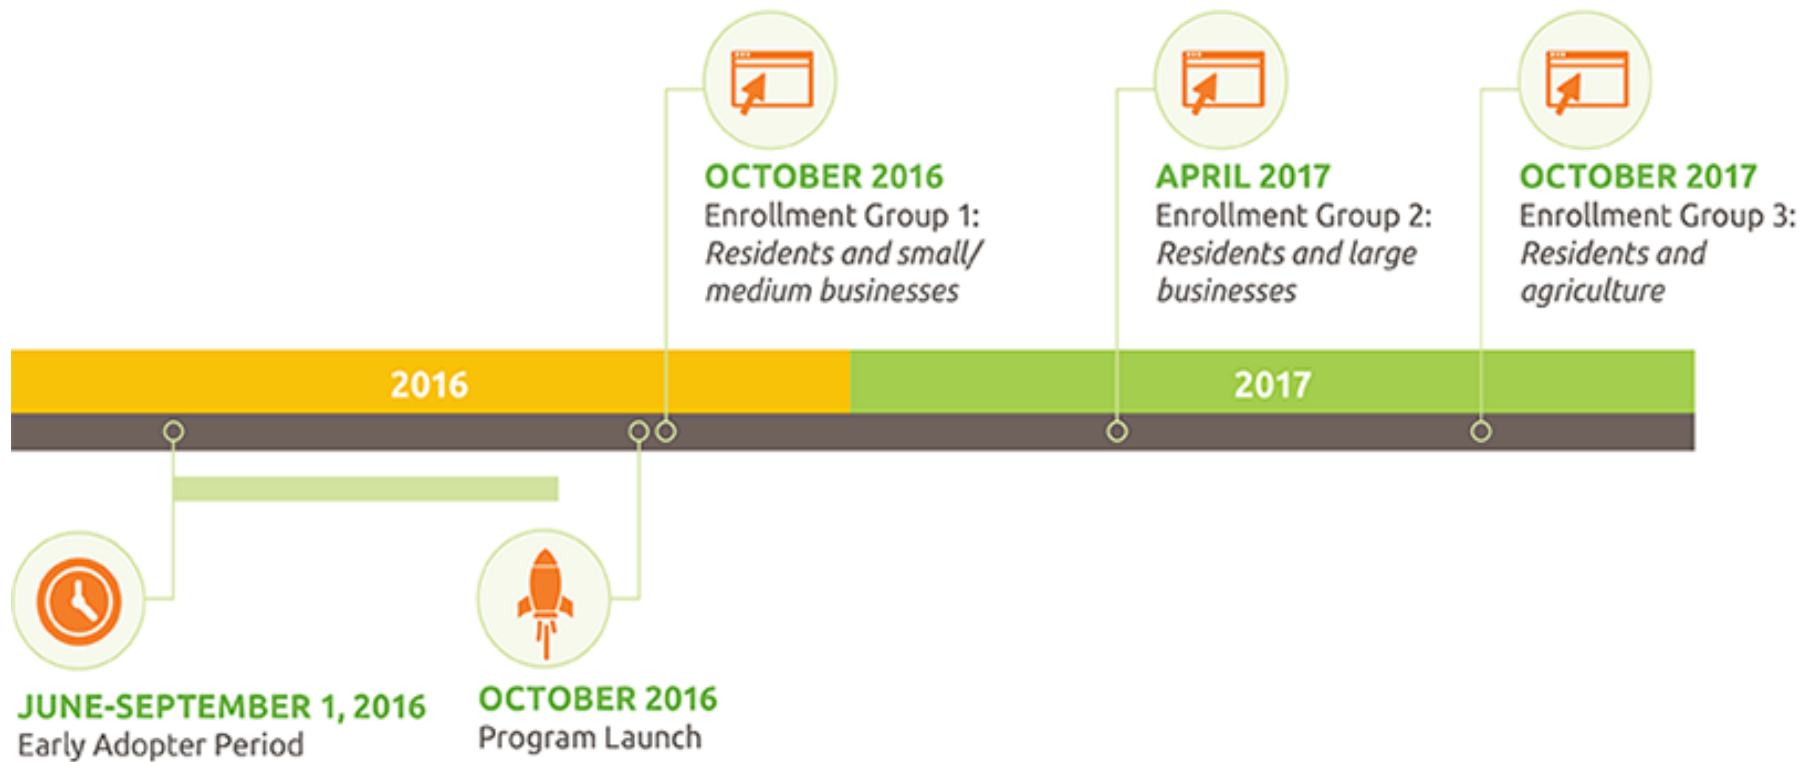 OCTOBER 2016
Enrollment Group 1:
Residents and small/
medium businesses
APRIL 2017
Enrollment Group 2:
Residents and large
businesses
OCTOBER 2017
Enrollment Group 3:
Residents and
agriculture
2016
2017
JUNE-SEPTEMBER 1, 2016
Early Adopter Period
OCTOBER 2016
Program Launch